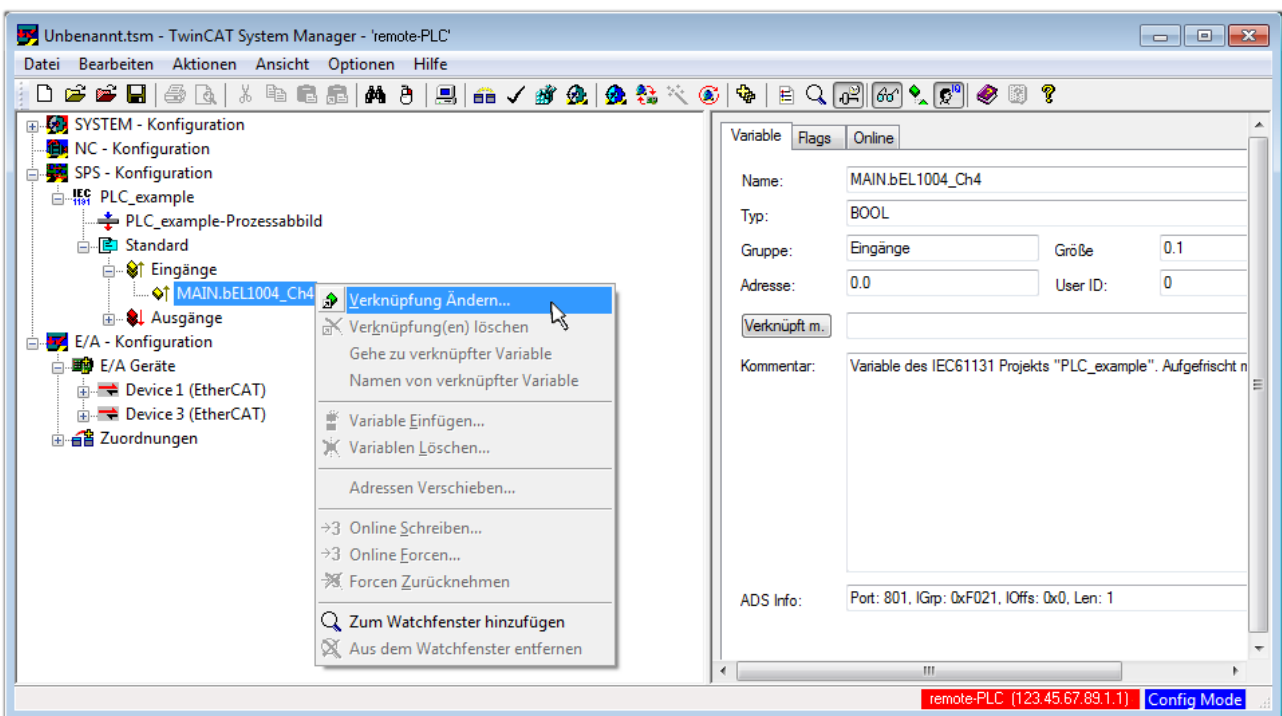 Unbenannt.tsm - TwinCAT System Manager - 'remote-PLC'
Datei Bearbeiten Aktionen Ansicht Optionen Hilfe
SYSTEM - Konfiguration
NC - Konfiguration
SPS - Konfiguration
IEC 1131 PLC_example
PLC_example-Prozessabbild
Standard
Eingänge
MAIN.bEL1004_Ch4
Ausgänge
E/A - Konfiguration
E/A Geräte
Device 1 (EtherCAT)
Device 3 (EtherCAT)
Zuordnungen
Verknüpfung Ändern...
Verknüpfung(en) löschen
Gehe zu verknüpfter Variable
Namen von verknüpfter Variable
Variable Einfügen...
Variablen Löschen...
Adressen Verschieben...
→3 Online Schreiben...
→3 Online Forcen...
Forcen Zurücknehmen
Zum Watchfenster hinzufügen
Aus dem Watchfenster entfernen
Variable Flags Online
Name: MAIN.bEL1004_Ch4
Typ: BOOL
Gruppe: Eingänge Größe 0.1
Adresse: 0.0 User ID: 0
Verknüpft m.
Kommentar: Variable des IEC61131 Projekts "PLC_example". Aufgefrischt m
ADS Info: Port: 801, IGrp: 0xF021, IOffs: 0x0, Len: 1
remote-PLC (123.45.67.89.1.1) Config Mode